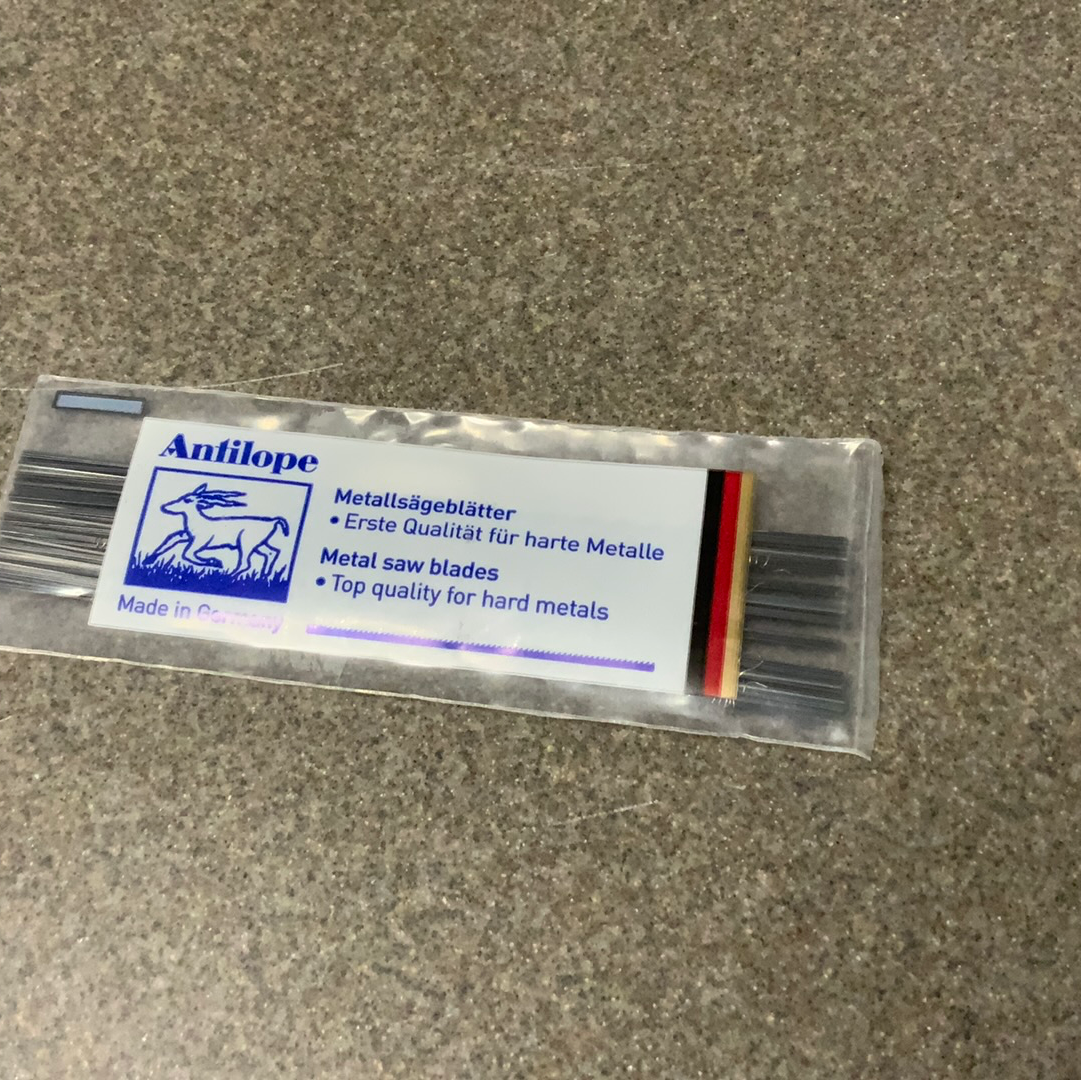 Antilope
Metallsägeblätter
• Erste Qualität für harte Metalle
Metal saw blades
• Top quality for hard metals
Made in Germany